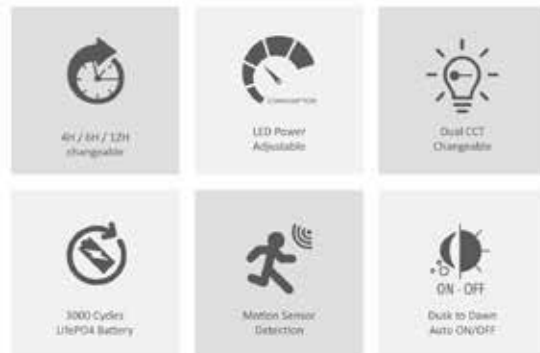 4H / 6H / 12H
changeable
CONSUMPTION
LED Power
Adjustable
Dual CCT
Changeable
3000 Cycles
LifePO4 Battery
Motion Sensor
Detection
ON - OFF
Dusk to Dawn
Auto ON/OFF